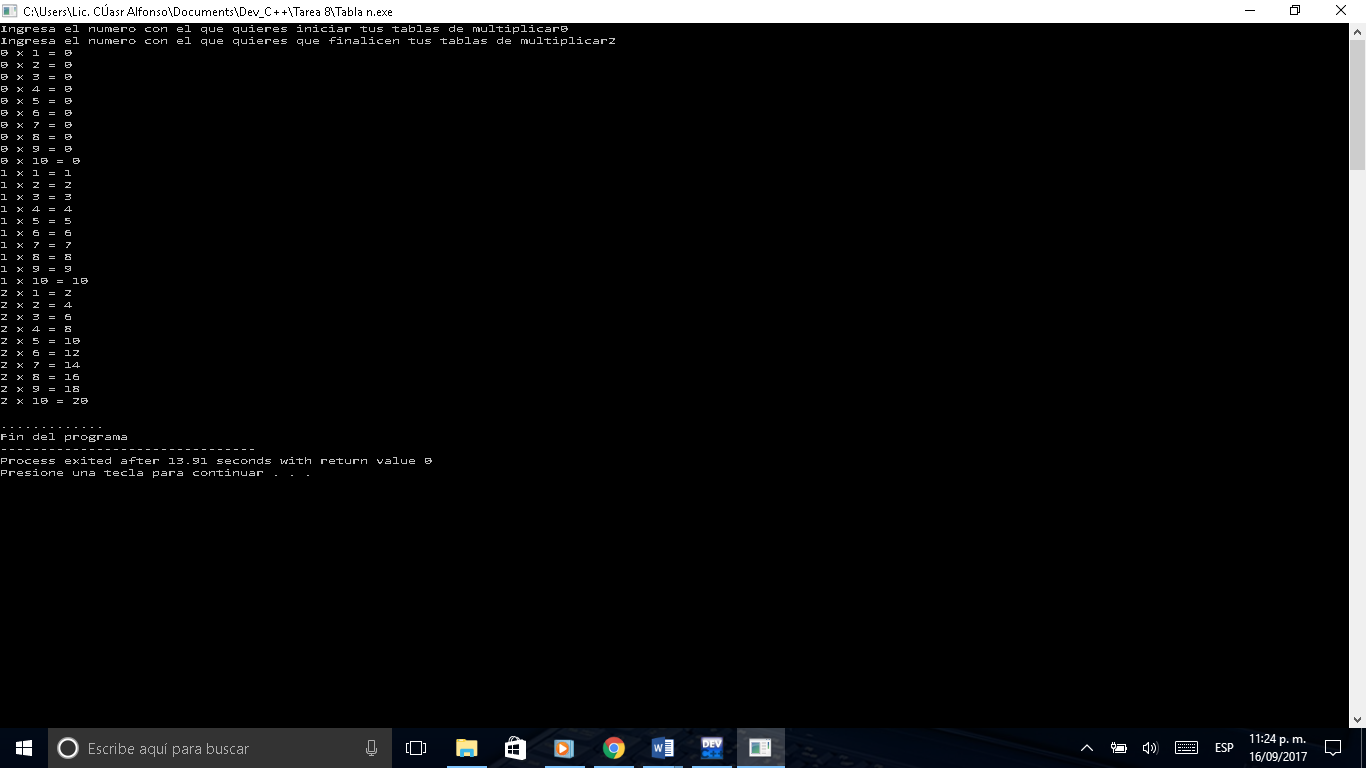 C:\Users\Lic. CÚasr Alfonso\Documents\Dev_C++\Tarea 8\Tabla n.exe
Ingresa el numero con el que quieres iniciar tus tablas de multiplicar0
Ingresa el numero con el que quieres que finalicen tus tablas de multiplicar2
0 x 1 = 0
0 x 2 = 0
0 x 3 = 0
0 x 4 = 0
0 x 5 = 0
0 x 6 = 0
0 x 7 = 0
0 x 8 = 0
0 x 9 = 0
0 x 10 = 0
1 x 1 = 1
1 x 2 = 2
1 x 3 = 3
1 x 4 = 4
1 x 5 = 5
1 x 6 = 6
1 x 7 = 7
1 x 8 = 8
1 x 9 = 9
1 x 10 = 10
2 x 1 = 2
2 x 2 = 4
2 x 3 = 6
2 x 4 = 8
2 x 5 = 10
2 x 6 = 12
2 x 7 = 14
2 x 8 = 16
2 x 9 = 18
2 x 10 = 20
.............
Fin del programa
--------------------------------
Process exited after 13.91 seconds with return value 0
Presione una tecla para continuar . . .
Escribe aquí para buscar
DEV
ESP
11:24 p. m.
16/09/2017